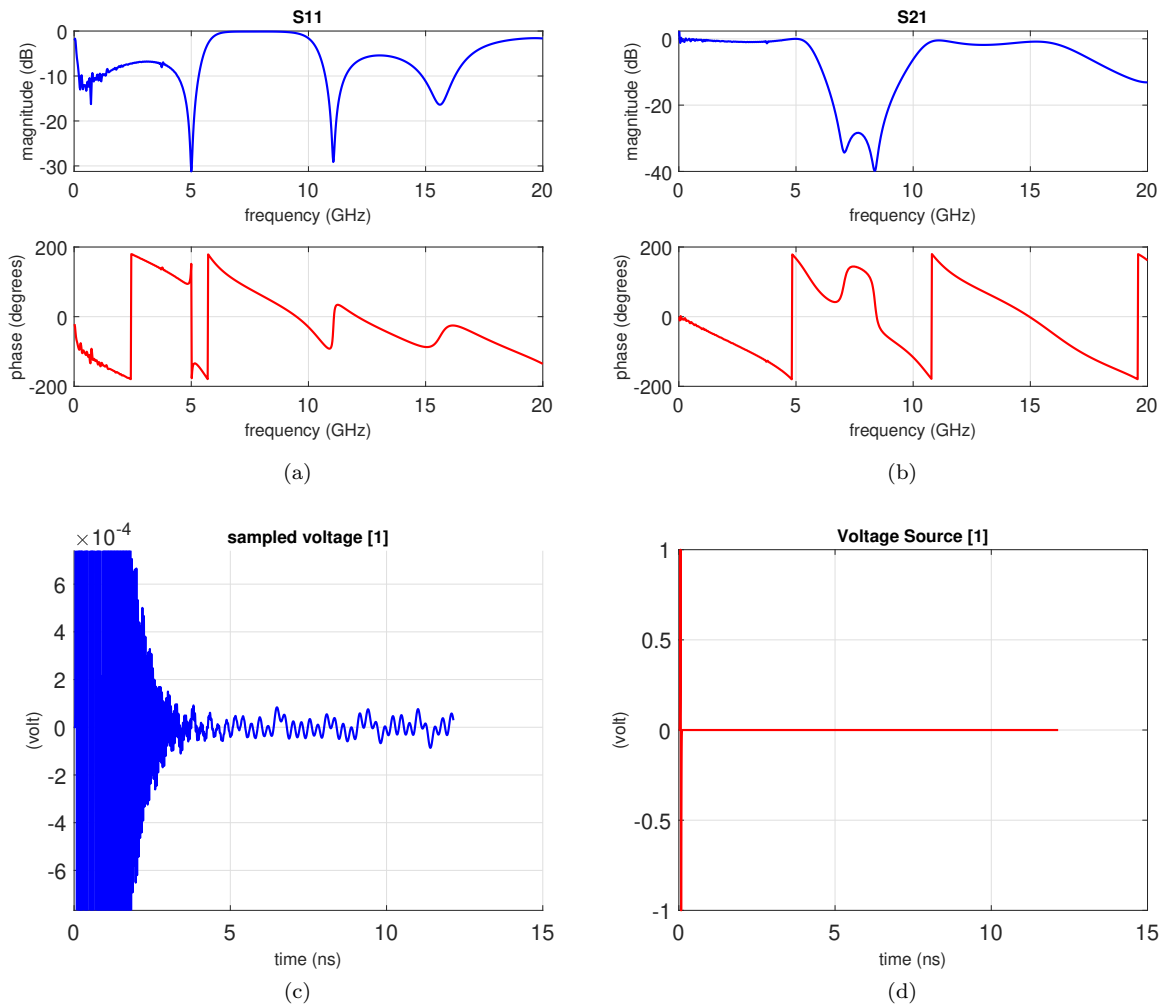 S11
0
-10
-20
-30
magnitude (dB)
0 5 10 15 20
frequency (GHz)
200
0
-200
phase (degrees)
0 5 10 15 20
frequency (GHz)
(a)
S21
0
-20
-40
magnitude (dB)
0 5 10 15 20
frequency (GHz)
200
0
-200
phase (degrees)
0 5 10 15 20
frequency (GHz)
(b)
×10⁻⁴
sampled voltage [1]
6
4
2
0
-2
-4
-6
(volt)
0 5 10 15
time (ns)
(c)
Voltage Source [1]
1
0.5
0
-0.5
-1
(volt)
0 5 10 15
time (ns)
(d)